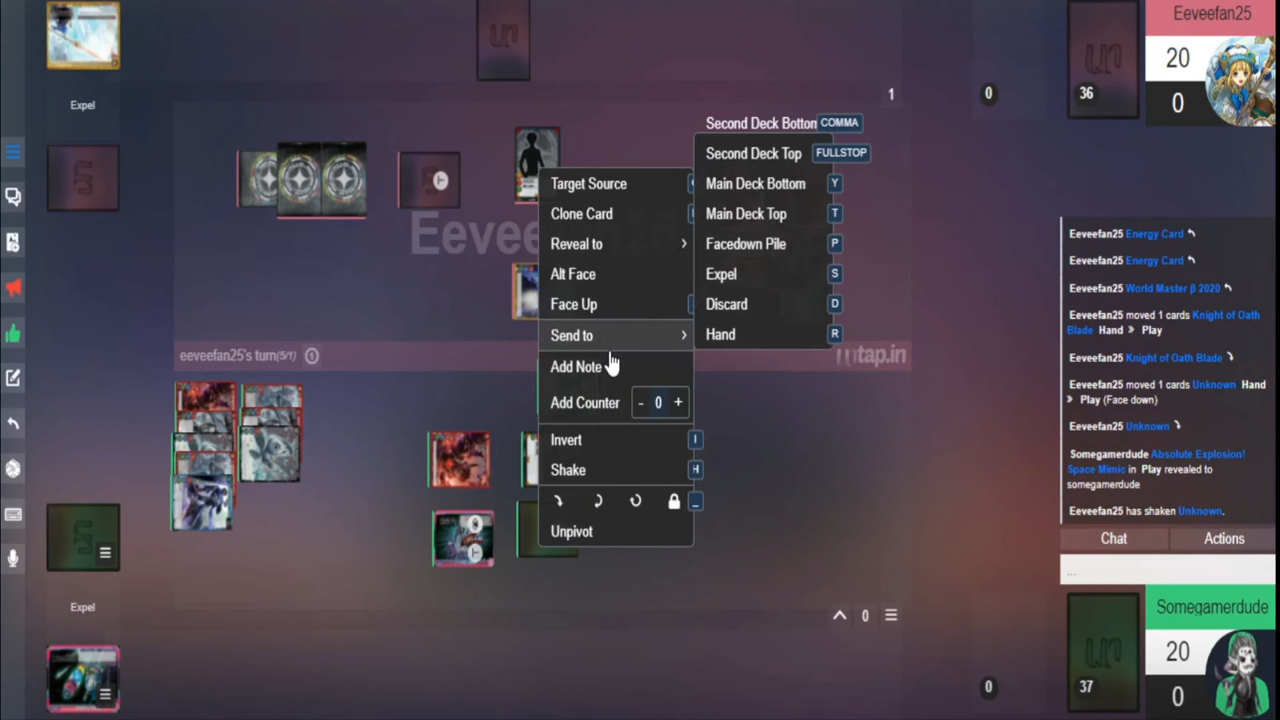 Eeveefan25
20
0
36
0
1
Expel
Second Deck Bottom COMMA
Second Deck Top FULLSTOP
Main Deck Bottom Y
Main Deck Top T
Facedown Pile P
Expel S
Discard D
Hand R
Target Source
Clone Card
Reveal to
Alt Face
Face Up
Send to
Add Note
Add Counter - 0 +
Invert I
Shake H
_
Unpivot
Eevee
eeveefan25's turn(5/1) 1
untap.in
Eeveefan25 Energy Card
Eeveefan25 Energy Card
Eeveefan25 World Master β 2020
Eeveefan25 moved 1 cards Knight of Oath
Blade Hand Play
Eeveefan25 Knight of Oath Blade
Eeveefan25 moved 1 cards Unknown Hand
Play (Face down)
Eeveefan25 Unknown
Somegamerdude Absolute Explosion!
Space Mimic in Play revealed to
somegamerdude
Eeveefan25 has shaken Unknown.
Chat Actions
...
Expel
0
0
Somegamerdude
20
0
37